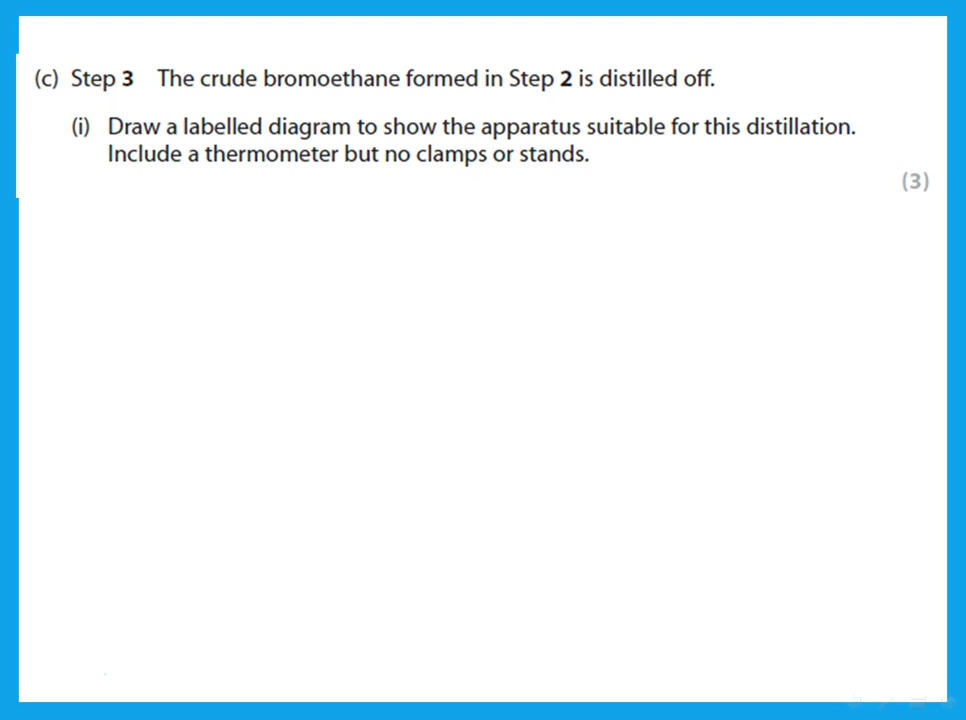 (c) Step 3 The crude bromoethane formed in Step 2 is distilled off.
(i) Draw a labelled diagram to show the apparatus suitable for this distillation.
Include a thermometer but no clamps or stands.
(3)